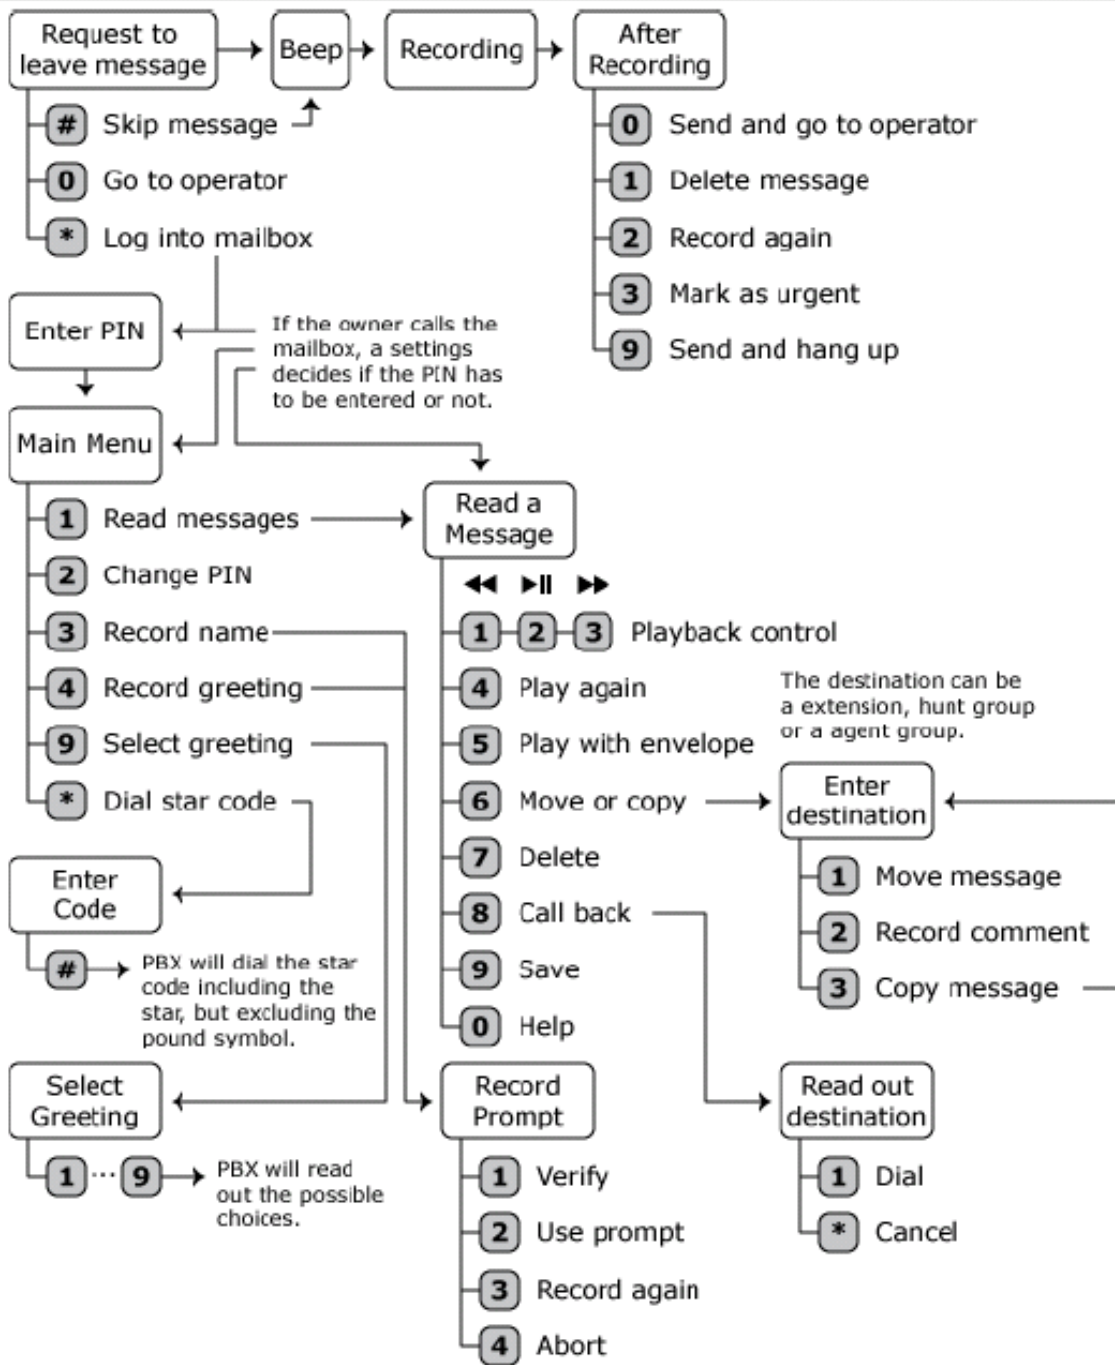 Request to
leave message
Beep
Recording
After
Recording
# Skip message
0 Go to operator
* Log into mailbox
0 Send and go to operator
1 Delete message
2 Record again
3 Mark as urgent
9 Send and hang up
Enter PIN
If the owner calls the
mailbox, a settings
decides if the PIN has
to be entered or not.
Main Menu
1 Read messages
2 Change PIN
3 Record name
4 Record greeting
9 Select greeting
* Dial star code
Read a
Message
1 2 3 Playback control
4 Play again
5 Play with envelope
6 Move or copy
7 Delete
8 Call back
9 Save
0 Help
The destination can be
a extension, hunt group
or a agent group.
Enter
destination
1 Move message
2 Record comment
3 Copy message
Enter
Code
# PBX will dial the star
code including the
star, but excluding the
pound symbol.
Select
Greeting
1 ... 9 PBX will read
out the possible
choices.
Record
Prompt
1 Verify
2 Use prompt
3 Record again
4 Abort
Read out
destination
1 Dial
* Cancel